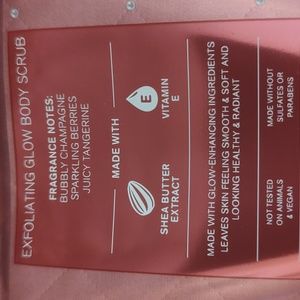 EXFOLIATING GLOW BODY SCRUB
FRAGRANCE NOTES:
BUBBLY CHAMPAGNE
SPARKLING BERRIES
JUICY TANGERINE
MADE WITH
SHEA BUTTER
EXTRACT
E
VITAMIN
E
MADE WITH GLOW-ENHANCING INGREDIENTS
LEAVES SKIN FEELING SMOOTH & SOFT AND
LOOKING HEALTHY & RADIANT
NOT TESTED
ON ANIMALS
& VEGAN
MADE WITHOUT
SULFATES OR
PARABENS